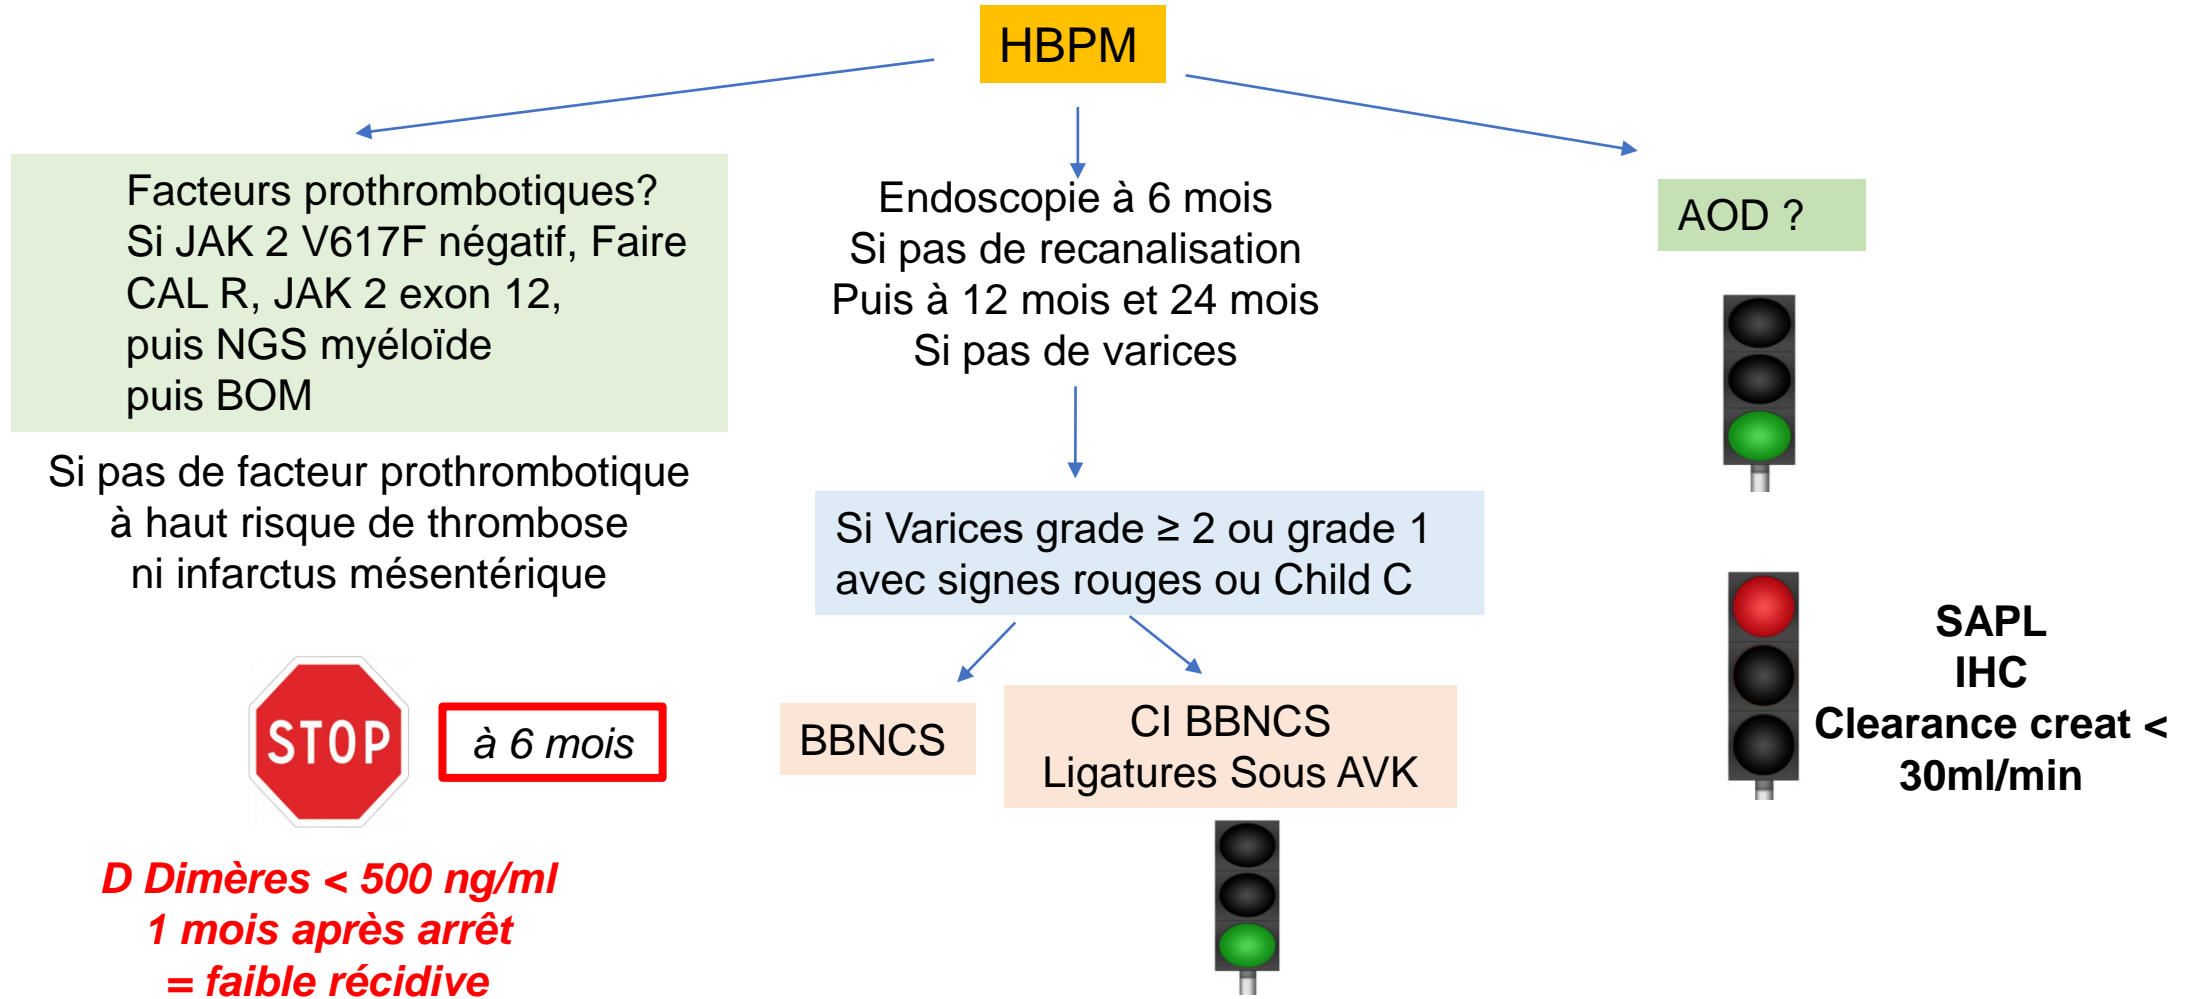 HBPM
Facteurs prothrombotiques?
Si JAK 2 V617F négatif, Faire
CAL R, JAK 2 exon 12,
puis NGS myéloïde
puis BOM
Si pas de facteur prothrombotique
à haut risque de thrombose
ni infarctus mésentérique
STOP
à 6 mois
D Dimères < 500 ng/ml
1 mois après arrêt
= faible récidive
Endoscopie à 6 mois
Si pas de recanalisation
Puis à 12 mois et 24 mois
Si pas de varices
Si Varices grade ≥ 2 ou grade 1
avec signes rouges ou Child C
BBNCS
CI BBNCS
Ligatures Sous AVK
AOD ?
SAPL
IHC
Clearance creat <
30ml/min